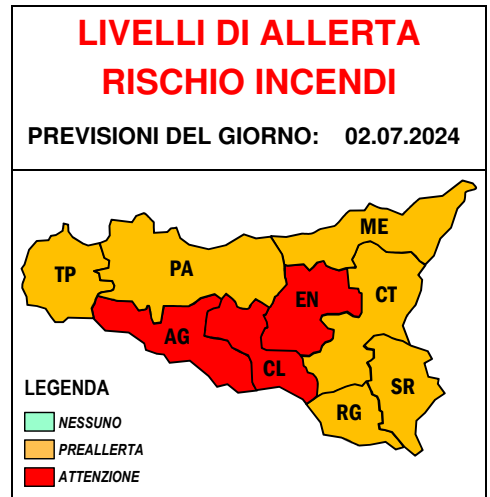 LIVELLI DI ALLERTA
RISCHIO INCENDI
PREVISIONI DEL GIORNO: 02.07.2024
ME
TP
PA
EN
CT
AG
CL
SR
RG
LEGENDA
NESSUNO
PREALLERTA
ATTENZIONE